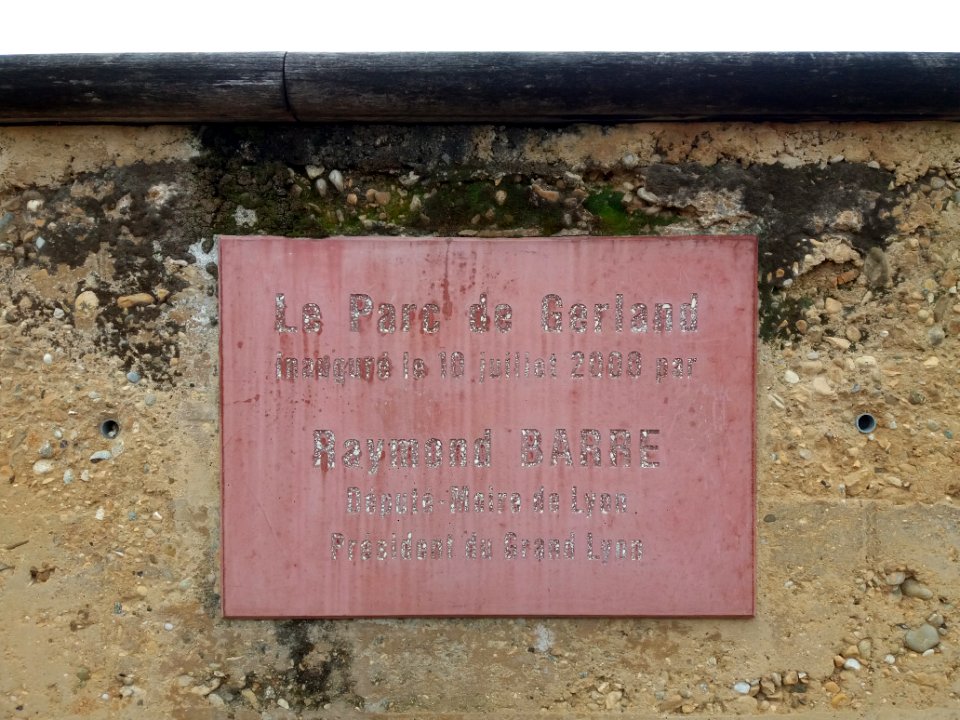 Le Parc de Gerland
inauguré le 10 juillet 2000 par
Raymond BARRE
Député-Maire de Lyon
Président du Grand Lyon